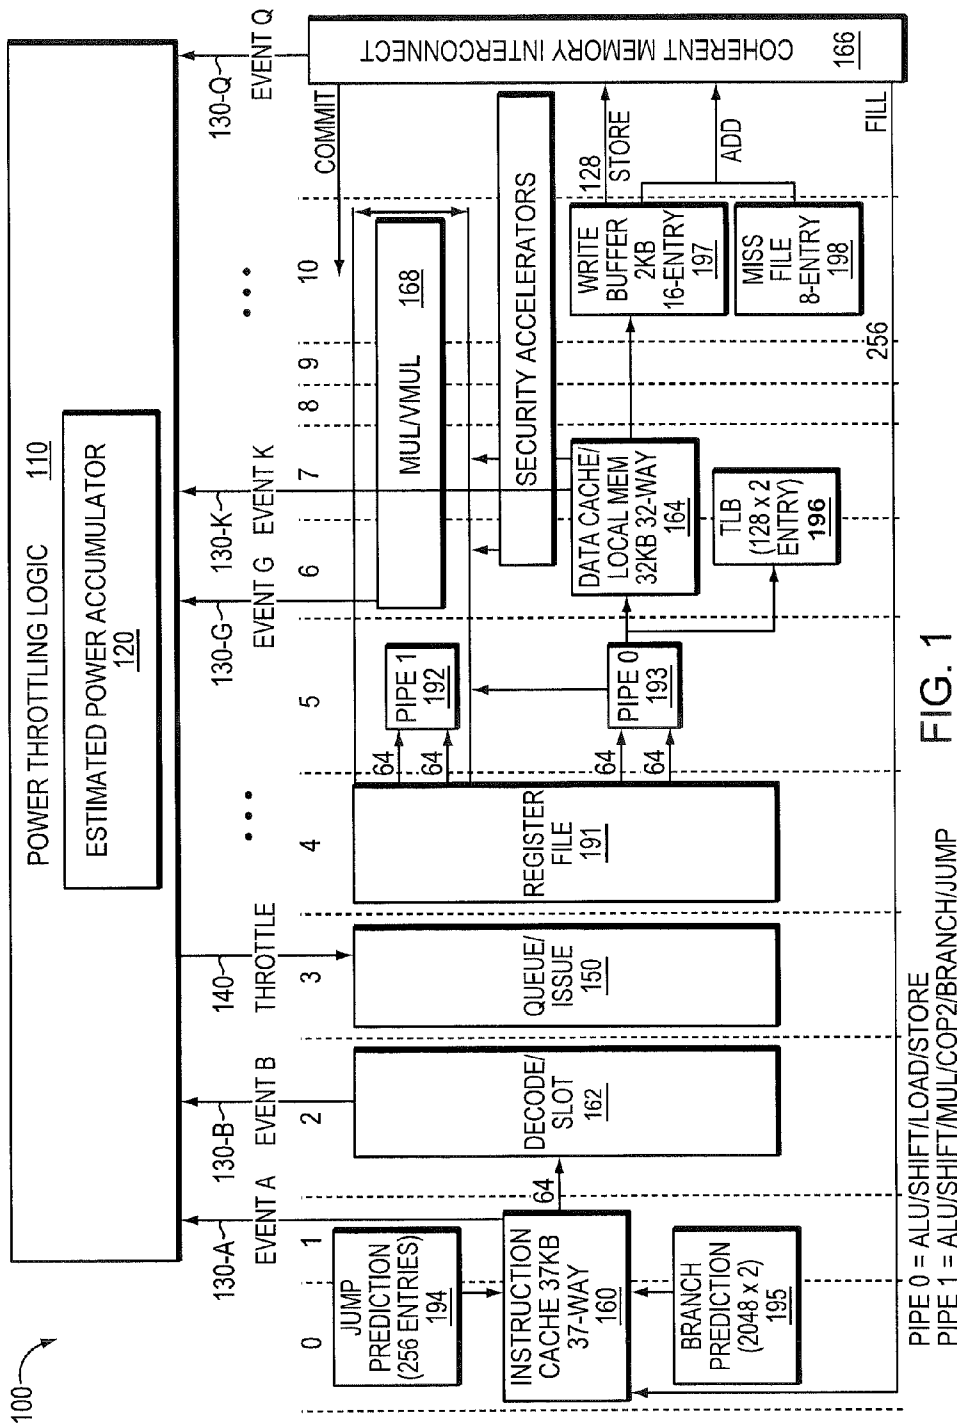 100
POWER THROTTLING LOGIC 110
ESTIMATED POWER ACCUMULATOR
120
130-A
130-B
140
130-G
130-K
130-Q
EVENT A
EVENT B
THROTTLE
• • •
EVENT G
EVENT K
• • •
EVENT Q
0
1
2
3
4
5
6
7
8
9
10
COMMIT
JUMP
PREDICTION
(256 ENTRIES)
194
INSTRUCTION
CACHE 37KB
37-WAY
160
BRANCH
PREDICTION
(2048 x 2)
195
64
DECODE/
SLOT
162
QUEUE/
ISSUE
150
REGISTER
FILE
191
64
64
PIPE 1
192
64
64
PIPE 0
193
MUL/VMUL 168
SECURITY ACCELERATORS
DATA CACHE/
LOCAL MEM
32KB 32-WAY
164
TLB
(128 x 2
ENTRY)
196
WRITE
BUFFER
2KB
16-ENTRY
197
MISS
FILE
8-ENTRY
198
128
STORE
ADD
COHERENT MEMORY INTERCONNECT
166
256
FILL
PIPE 0 = ALU/SHIFT/LOAD/STORE
PIPE 1 = ALU/SHIFT/MUL/COP2/BRANCH/JUMP
FIG. 1